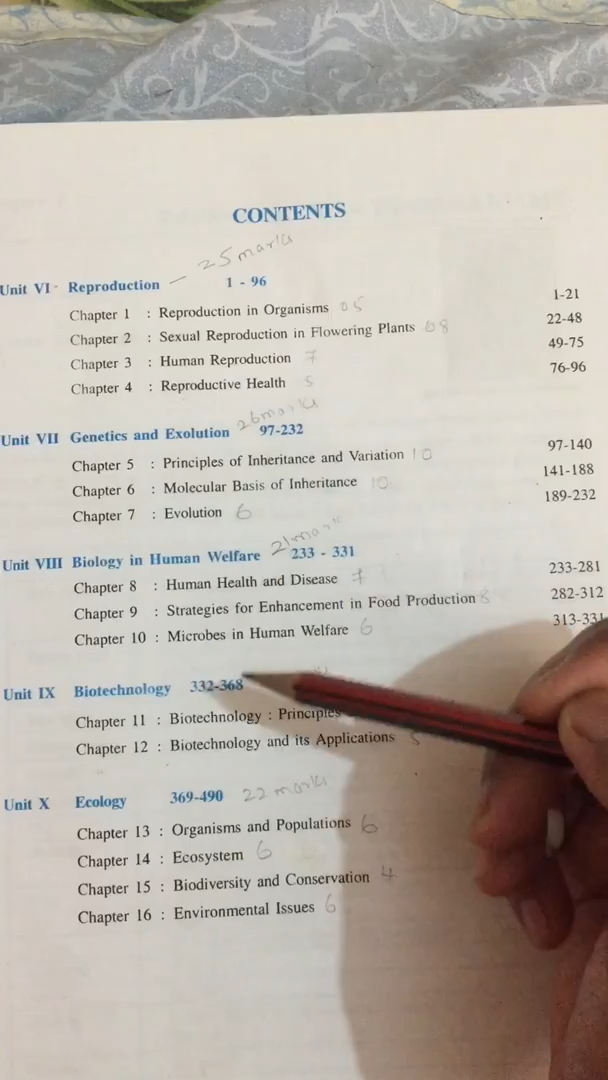 CONTENTS
25 marks
Unit VI - Reproduction — 1 - 96
Chapter 1 : Reproduction in Organisms 05 1-21
Chapter 2 : Sexual Reproduction in Flowering Plants 08 22-48
Chapter 3 : Human Reproduction 7 49-75
Chapter 4 : Reproductive Health 5 76-96
26 marks
Unit VII Genetics and Exolution 97-232
Chapter 5 : Principles of Inheritance and Variation 10 97-140
Chapter 6 : Molecular Basis of Inheritance 10 141-188
Chapter 7 : Evolution 6 189-232
21 mark
Unit VIII Biology in Human Welfare 233 - 331
Chapter 8 : Human Health and Disease 7 233-281
Chapter 9 : Strategies for Enhancement in Food Production 8 282-312
Chapter 10 : Microbes in Human Welfare 6 313-331
Unit IX Biotechnology 332-368
Chapter 11 : Biotechnology : Principles
Chapter 12 : Biotechnology and its Applications 5
Unit X Ecology 369-490 22 marks
Chapter 13 : Organisms and Populations 6
Chapter 14 : Ecosystem 6
Chapter 15 : Biodiversity and Conservation 4
Chapter 16 : Environmental Issues 6